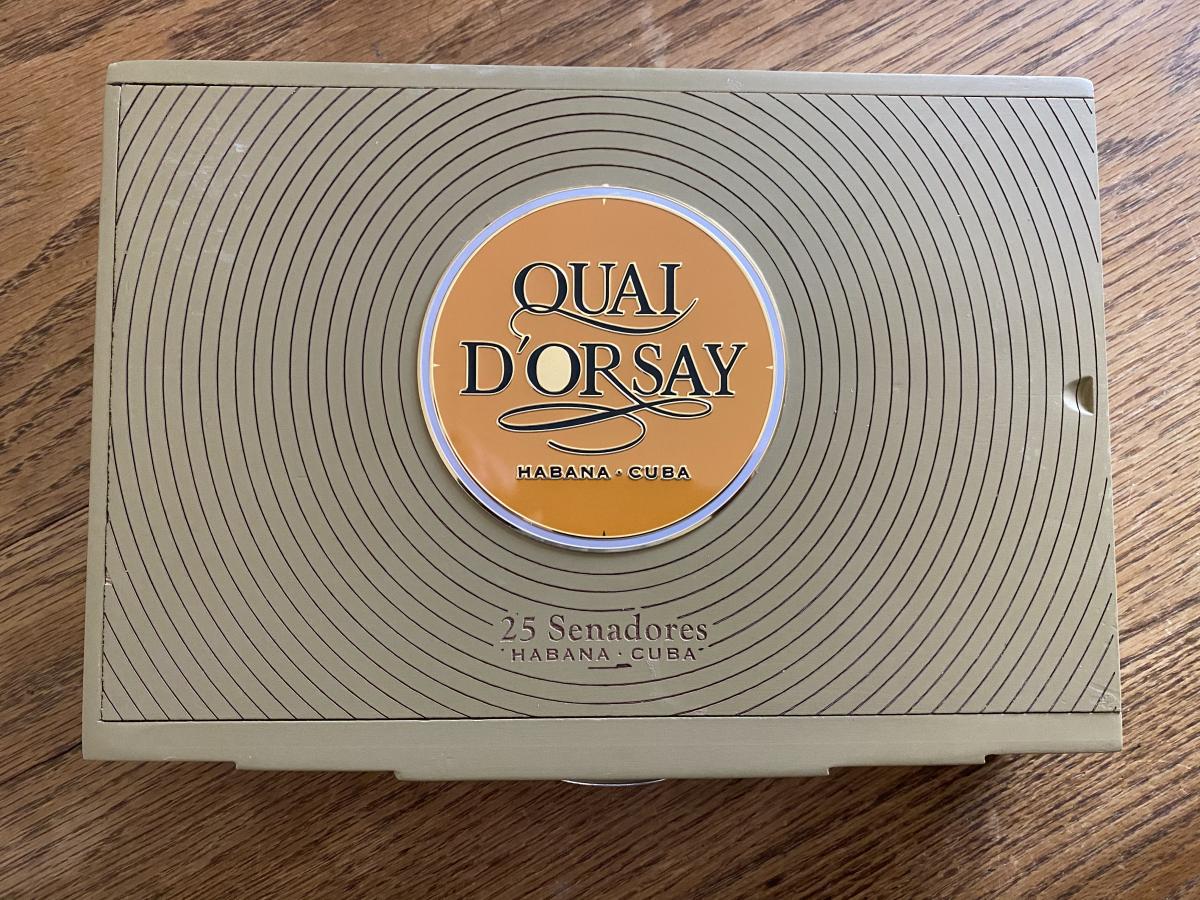 QUAI
D'ORSAY
HABANA · CUBA
25 Senadores
HABANA · CUBA